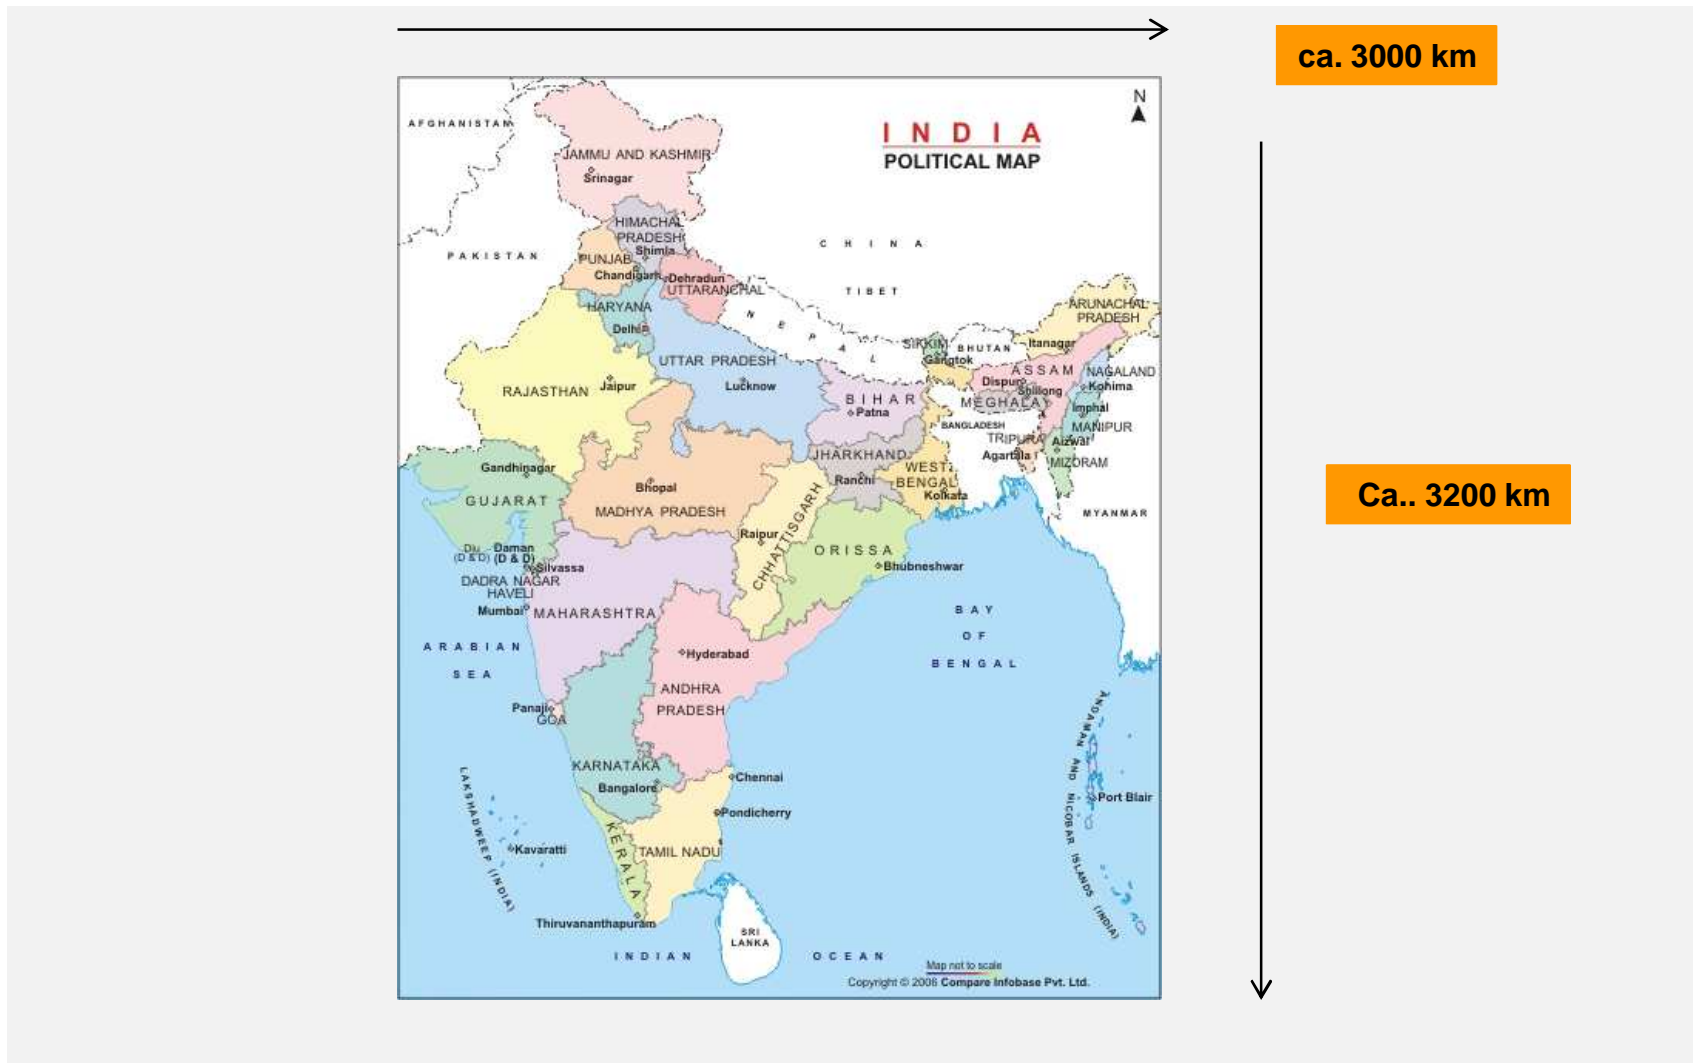 ca. 3000 km
N
AFGHANISTAN
INDIA
POLITICAL MAP
JAMMU AND KASHMIR
Srinagar
HIMACHAL
PRADESH
Shimla
CHINA
PAKISTAN
PUNJAB
Chandigarh
Dehradun
UTTARANCHAL
TIBET
HARYANA
ARUNACHAL
PRADESH
NEPAL
Delhi
SIKKIM
BHUTAN
Itanagar
Gangtok
UTTAR PRADESH
ASSAM
NAGALAND
RAJASTHAN
Jaipur
Lucknow
Dispur
Shillong
Kohima
BIHAR
MEGHALAYA
Imphal
Patna
BANGLADESH
MANIPUR
TRIPURA
Aizwal
JHARKHAND
Agartala
MIZORAM
Gandhinagar
WEST
BENGAL
Ranchi
Kolkata
Bhopal
GUJARAT
MADHYA PRADESH
CHHATTISGARH
MYANMAR
Ca.. 3200 km
Raipur
ORISSA
Diu
(D & D)
Daman
(D & D)
Silvassa
Bhubneshwar
DADRA NAGAR
HAVELI
Mumbai
MAHARASHTRA
BAY
OF
BENGAL
ARABIAN
SEA
Hyderabad
ANDHRA
PRADESH
Panaji
GOA
ANDAMAN AND NICOBAR ISLANDS (INDIA)
KARNATAKA
Bangalore
Chennai
LAKSHADWEEP (INDIA)
Port Blair
Pondicherry
KERALA
Kavaratti
TAMIL NADU
Thiruvananthapuram
SRI
LANKA
INDIAN OCEAN
Map not to scale
Copyright © 2006 Compare Infobase Pvt. Ltd.